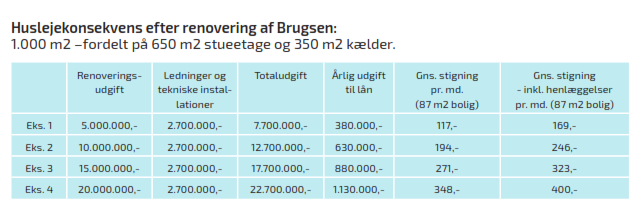 Huslejekonsekvens efter renovering af Brugsen:
1.000 m2 –fordelt på 650 m2 stueetage og 350 m2 kælder.
Renoverings-
udgift
Ledninger og
tekniske instal-
lationer
Totaludgift
Årlig udgift
til lån
Gns. stigning
pr. md.
(87 m2 bolig)
Gns. stigning
- inkl. henlæggelser
pr. md. (87 m2 bolig)
Eks. 1 5.000.000,- 2.700.000,- 7.700.000,- 380.000,- 117,- 169,-
Eks. 2 10.000.000,- 2.700.000,- 12.700.000,- 630.000,- 194,- 246,-
Eks. 3 15.000.000,- 2.700.000,- 17.700.000,- 880.000,- 271,- 323,-
Eks. 4 20.000.000,- 2.700.000,- 22.700.000,- 1.130.000,- 348,- 400,-